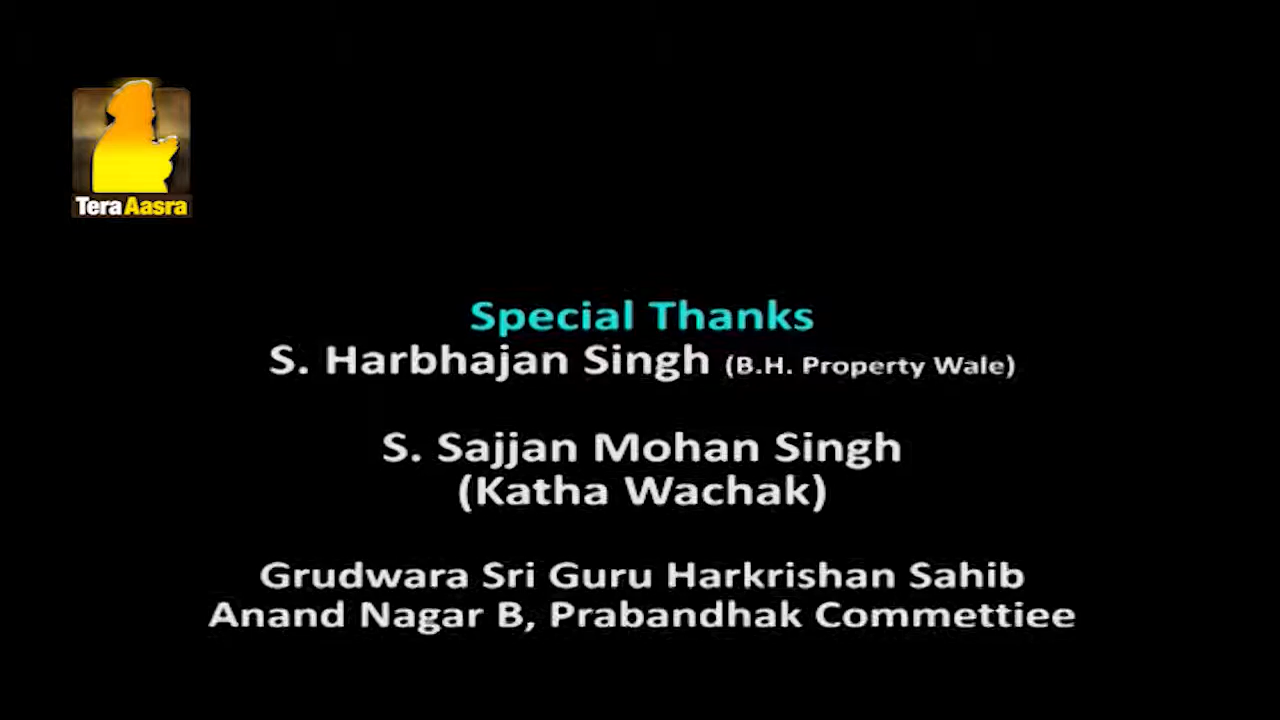 Tera Aasra
Special Thanks
S. Harbhajan Singh (B.H. Property Wale)
S. Sajjan Mohan Singh
(Katha Wachak)
Grudwara Sri Guru Harkrishan Sahib
Anand Nagar B, Prabandhak Commettiee